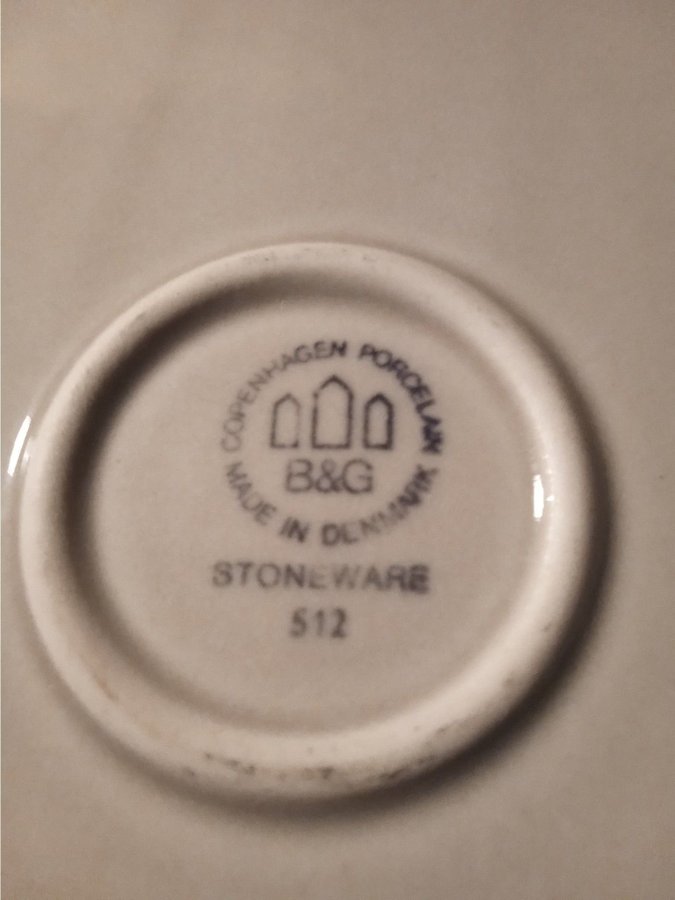 COPENHAGEN PORCELAIN
B&G
MADE IN DENMARK
STONEWARE
512